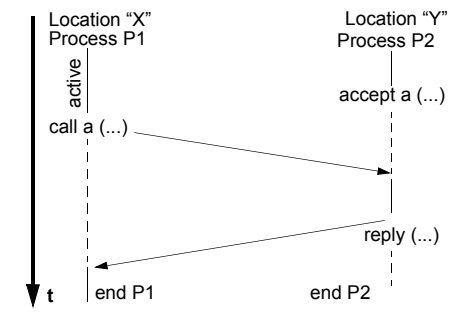 Location “X”
Process P1
Location “Y”
Process P2
active
accept a (...)
call a (...)
reply (...)
t
end P1
end P2